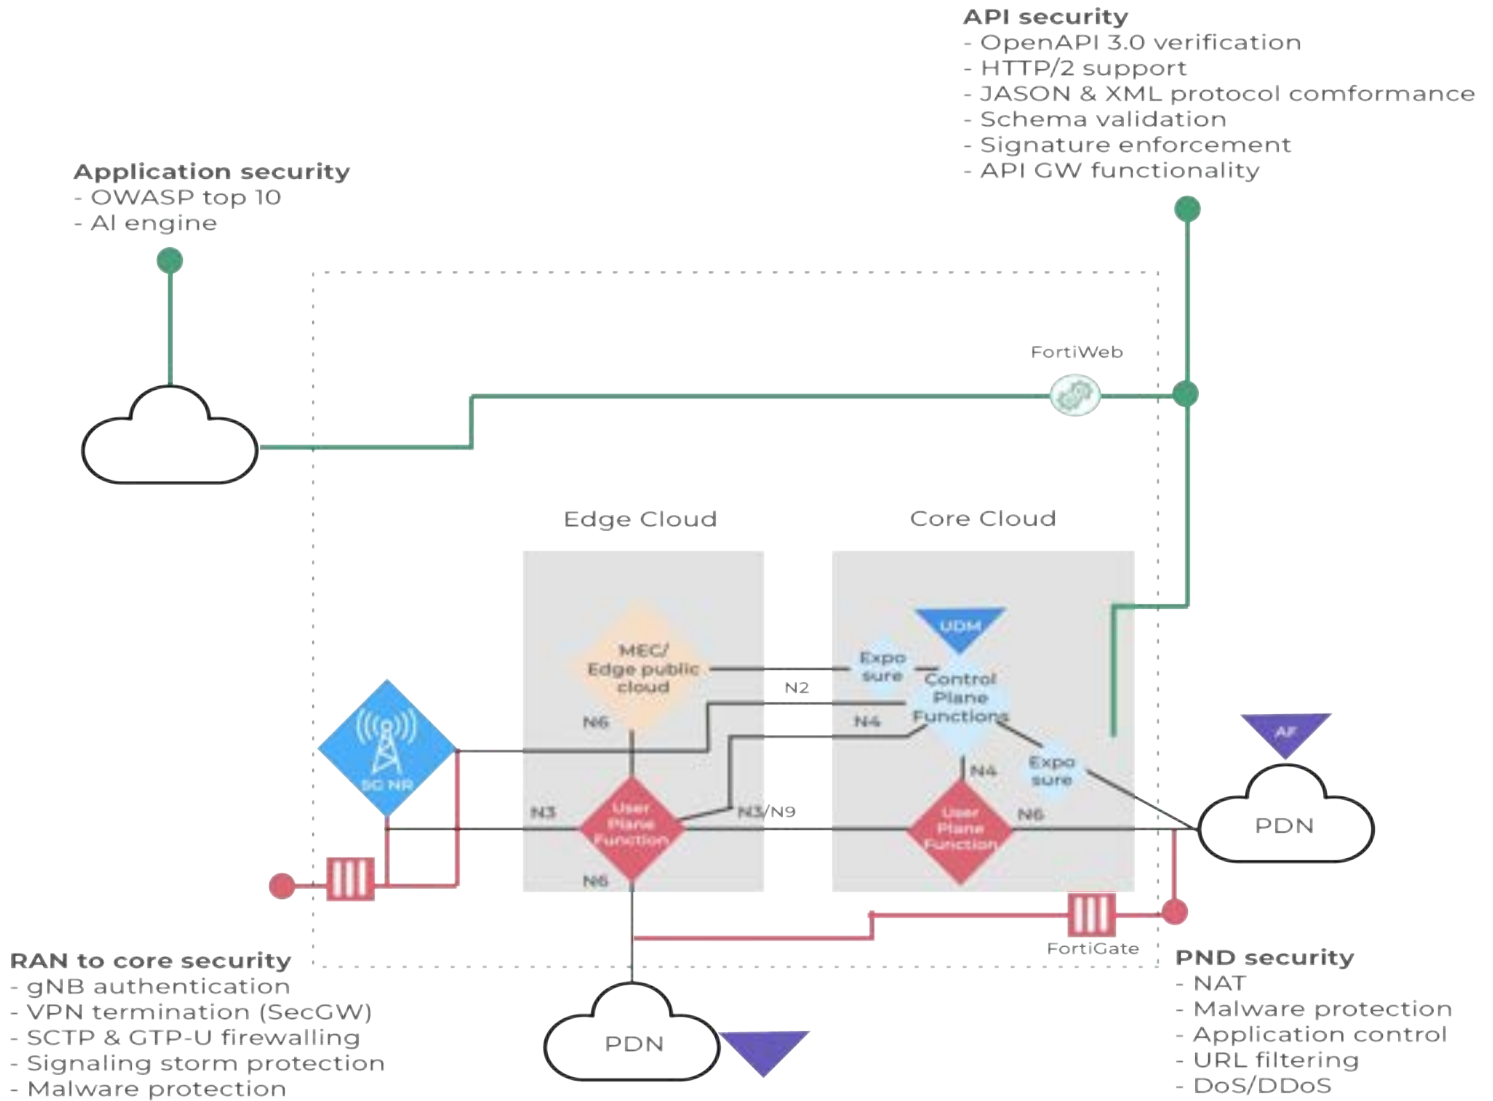 API security
- OpenAPI 3.0 verification
- HTTP/2 support
- JASON & XML protocol comformance
- Schema validation
- Signature enforcement
- API GW functionality
Application security
- OWASP top 10
- AI engine
FortiWeb
Edge Cloud
Core Cloud
UDM
MEC/
Edge public
cloud
Expo
sure
Control
Plane
Functions
N2
N6
N4
5G NR
AF
Expo
sure
N4
N3
User
Plane
Function
N3/N9
User
Plane
Function
N6
PDN
N6
FortiGate
RAN to core security
- gNB authentication
- VPN termination (SecGW)
- SCTP & GTP-U firewalling
- Signaling storm protection
- Malware protection
PDN
PND security
- NAT
- Malware protection
- Application control
- URL filtering
- DoS/DDoS